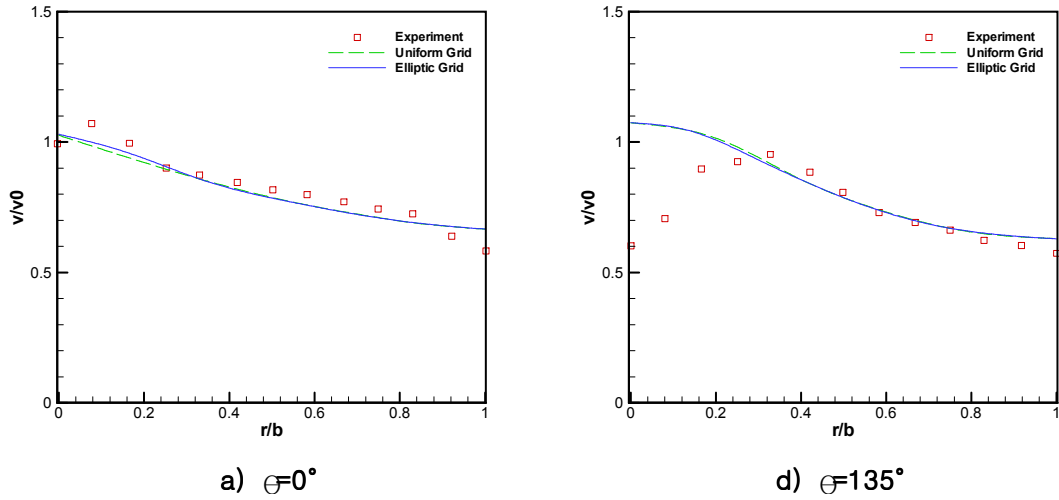 1.5
1
0.5
0
v/v0
Experiment
Uniform Grid
Elliptic Grid
0 0.2 0.4 0.6 0.8 1
r/b
a) Θ=0°
1.5
1
0.5
0
v/v0
Experiment
Uniform Grid
Elliptic Grid
0 0.2 0.4 0.6 0.8 1
r/b
d) Θ=135°